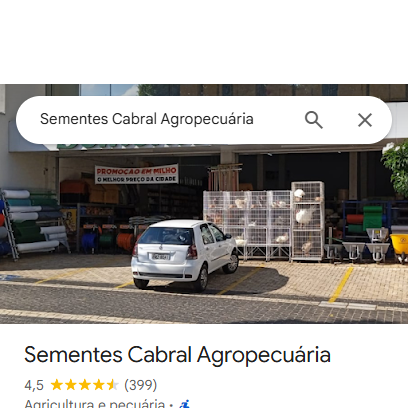 Sementes Cabral Agropecuária
PROMOÇÃO EM MILHO
O MELHOR PREÇO DA CIDADE
Sementes Cabral Agropecuária
4,5 (399)
Agricultura e pecuária ·